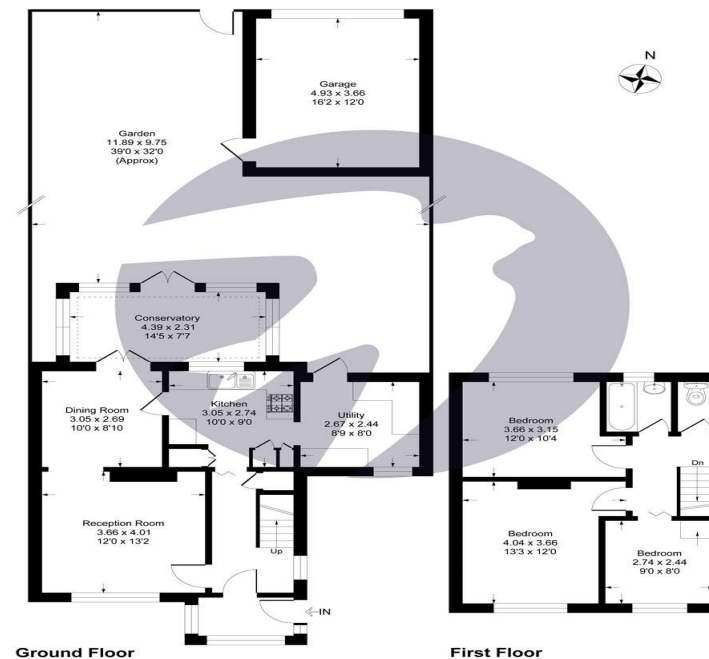 N
Garage
4.93 x 3.66
16'2 x 12'0
Garden
11.89 x 9.75
39'0 x 32'0
(Approx)
Conservatory
4.39 x 2.31
14'5 x 7'7
Dining Room
3.05 x 2.69
10'0 x 8'10
Kitchen
3.05 x 2.74
10'0 x 9'0
Utility
2.67 x 2.44
8'9 x 8'0
Reception Room
3.66 x 4.01
12'0 x 13'2
Up
IN
Bedroom
3.66 x 3.15
12'0 x 10'4
Dn
Bedroom
4.04 x 3.66
13'3 x 12'0
Bedroom
2.74 x 2.44
9'0 x 8'0
Ground Floor
First Floor